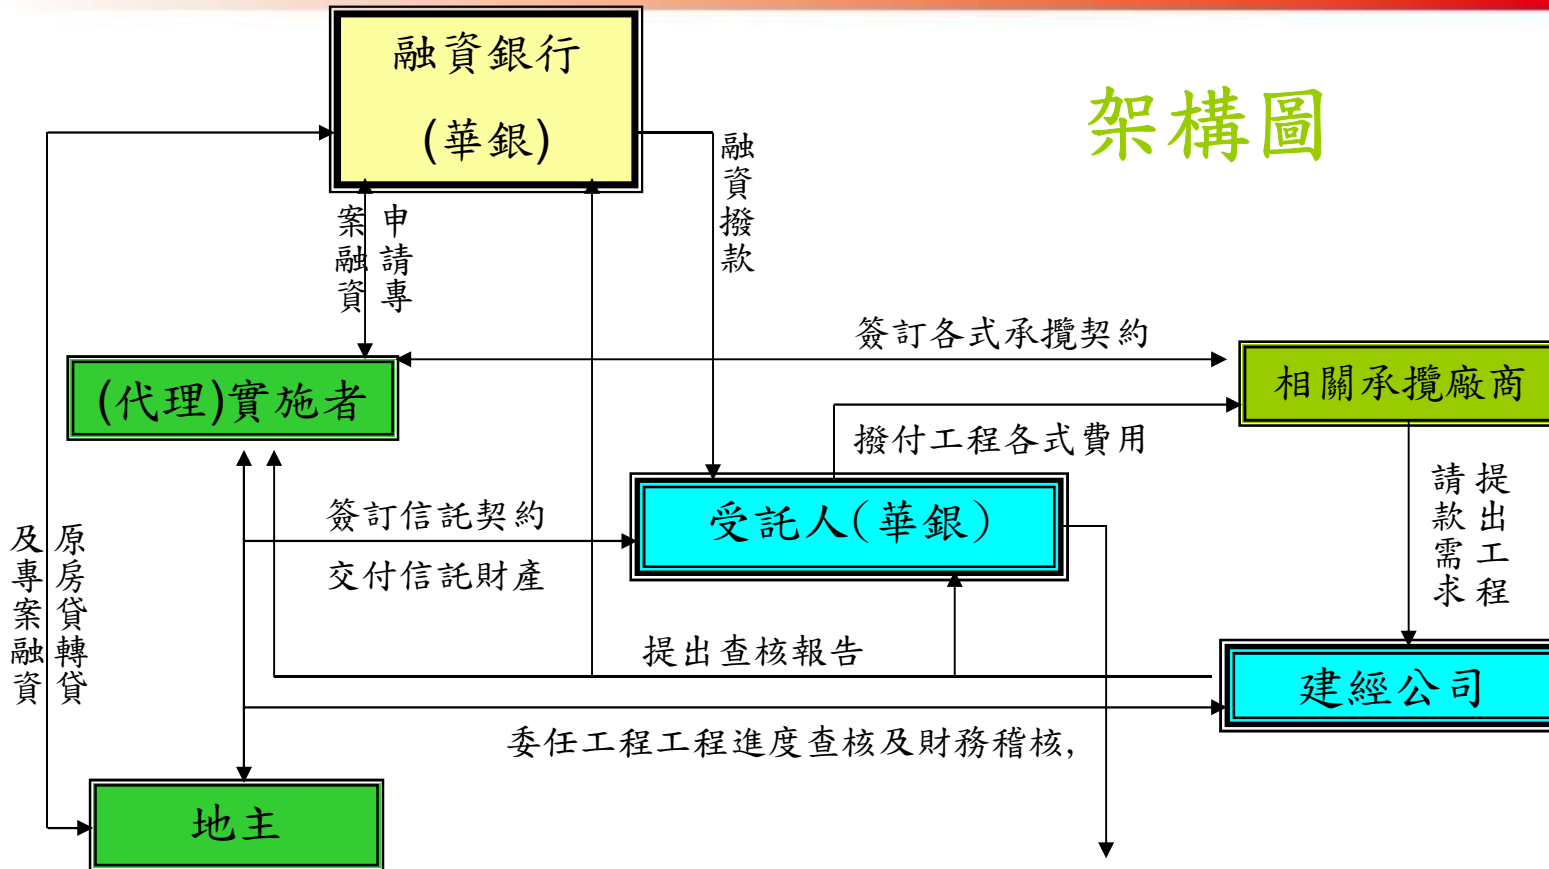 架構圖
融資銀行
(華銀)
融資撥款
申請專
案融資
簽訂各式承攬契約
(代理)實施者
相關承攬廠商
撥付工程各式費用
受託人(華銀)
簽訂信託契約
交付信託財產
提出工程
請款需求
原房貸轉貸
及專案融資
提出查核報告
建經公司
委任工程工程進度查核及財務稽核,
地主